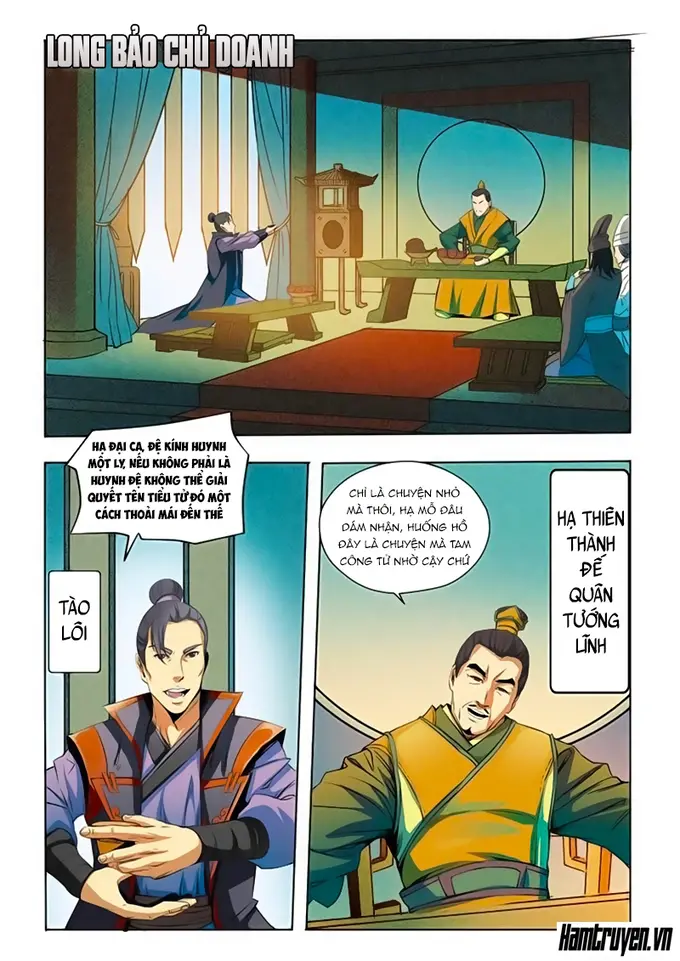 LONG BẢO CHỦ DOANH
HẠ ĐẠI CA, ĐỆ KÍNH HUYNH
MỘT LY, NẾU KHÔNG PHẢI LÀ
HUYNH ĐỆ KHÔNG THỂ GIẢI
QUYẾT TÊN TIỂU TỬ ĐÓ MỘT
CÁCH THOẢI MÁI ĐẾN THẾ
TÀO
LÔI
CHỈ LÀ CHUYỆN NHỎ
MÀ THÔI, HẠ MỖ ĐÂU
DÁM NHẬN, HUỐNG HỒ
ĐÂY LÀ CHUYỆN MÀ TAM
CÔNG TỬ NHỜ CẬY CHỨ
HẠ THIÊN
THÀNH
ĐẾ
QUÂN
TƯỚNG
LĨNH
Hamtruyen.vn